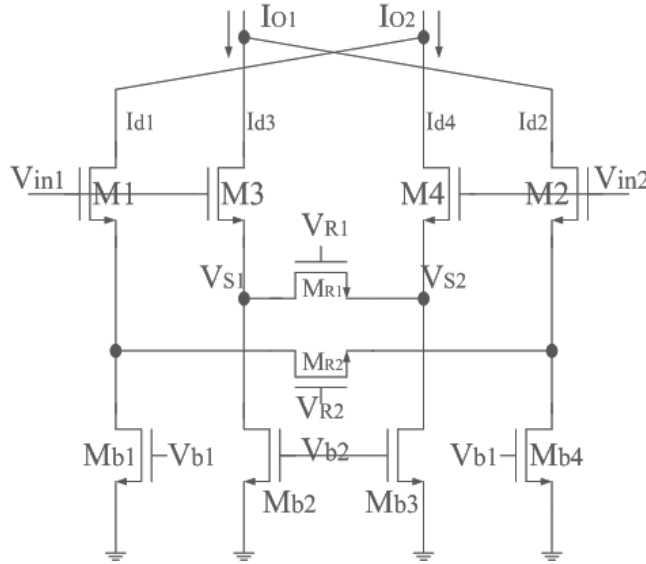 IO1 IO2
Id1 Id3 Id4 Id2
Vin1 M1 M3 M4 M2 Vin2
VR1
VS1 MR1 VS2
MR2
VR2
Mb1 Vb1 Vb2 Vb1 Mb4
Mb2 Mb3